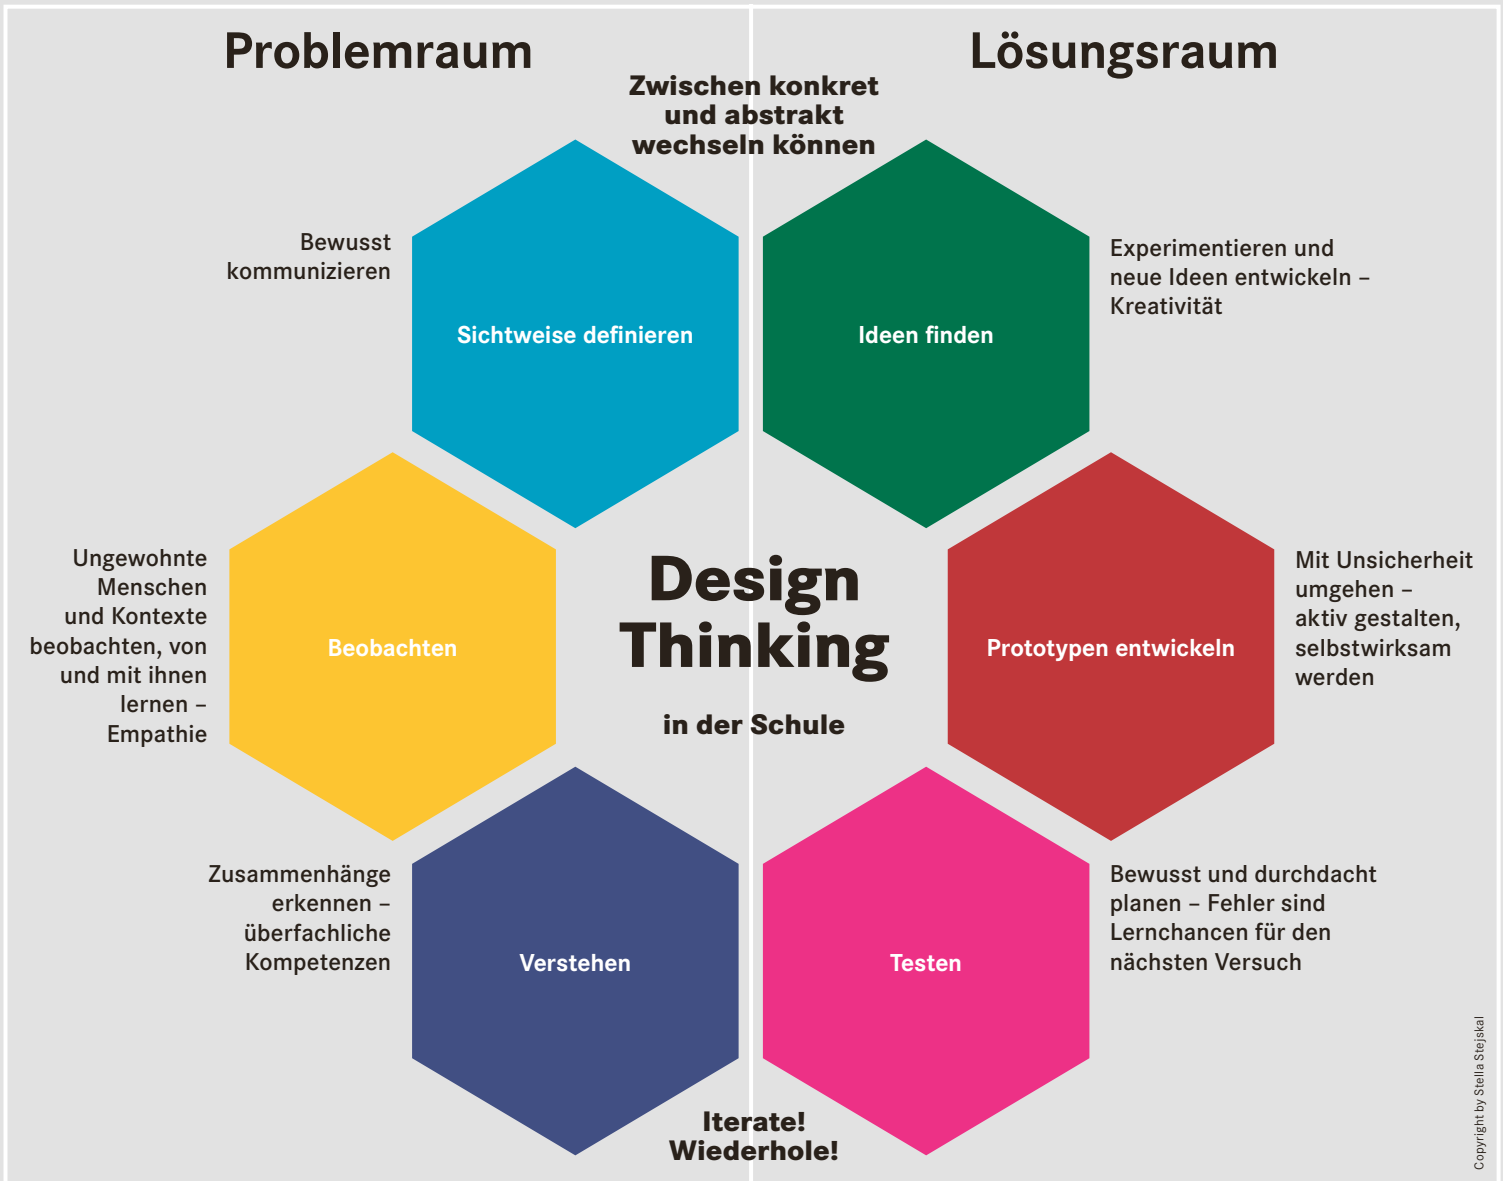 Problemraum
Lösungsraum
Zwischen konkret
und abstrakt
wechseln können
Bewusst
kommunizieren
Sichtweise definieren
Ideen finden
Experimentieren und
neue Ideen entwickeln –
Kreativität
Ungewohnte
Menschen
und Kontexte
beobachten, von
und mit ihnen
lernen –
Empathie
Beobachten
Design
Thinking
in der Schule
Prototypen entwickeln
Mit Unsicherheit
umgehen –
aktiv gestalten,
selbstwirksam
werden
Zusammenhänge
erkennen –
überfachliche
Kompetenzen
Verstehen
Testen
Bewusst und durchdacht
planen – Fehler sind
Lernchancen für den
nächsten Versuch
Iterate!
Wiederhole!
Copyright by Stella Stejskal